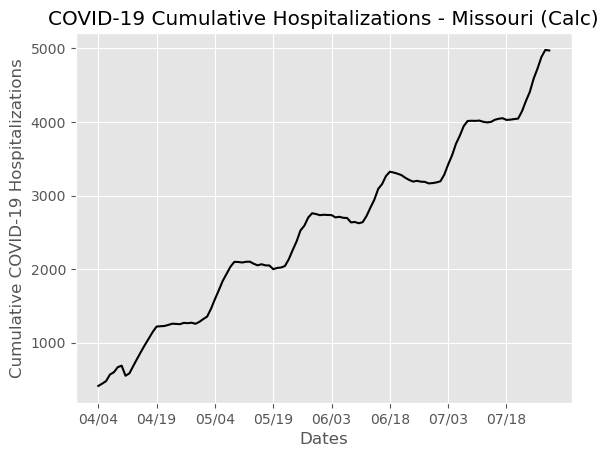 COVID-19 Cumulative Hospitalizations - Missouri (Calc)
Cumulative COVID-19 Hospitalizations
5000
4000
3000
2000
1000
04/04 04/19 05/04 05/19 06/03 06/18 07/03 07/18
Dates